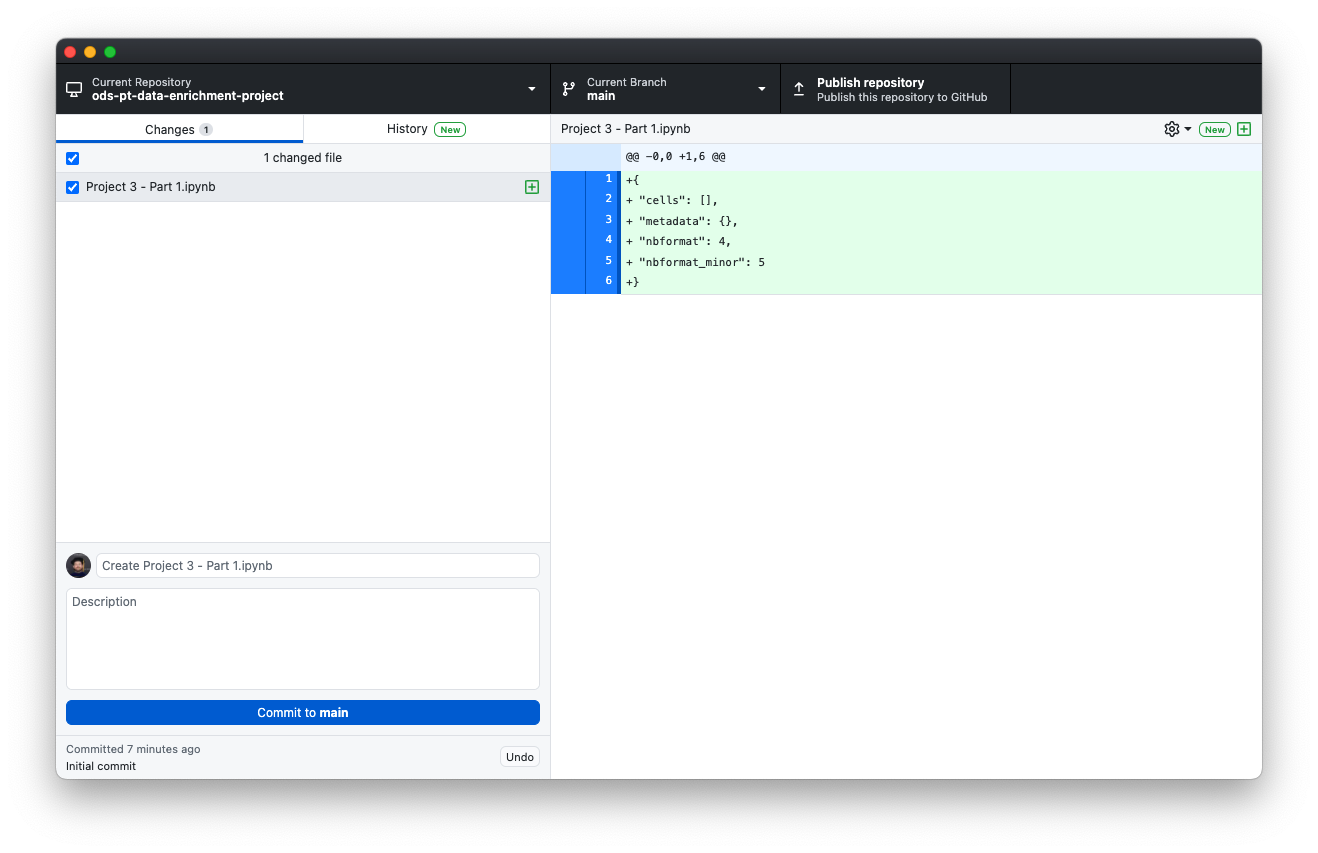 Current Repository
ods-pt-data-enrichment-project
Current Branch
main
Publish repository
Publish this repository to GitHub
Changes 1
History New
1 changed file
Project 3 - Part 1.ipynb
Create Project 3 - Part 1.ipynb
Description
Commit to main
Committed 7 minutes ago
Initial commit
Undo
Project 3 - Part 1.ipynb
New
@@ -0,0 +1,6 @@
1 +{
2 + "cells": [],
3 + "metadata": {},
4 + "nbformat": 4,
5 + "nbformat_minor": 5
6 +}